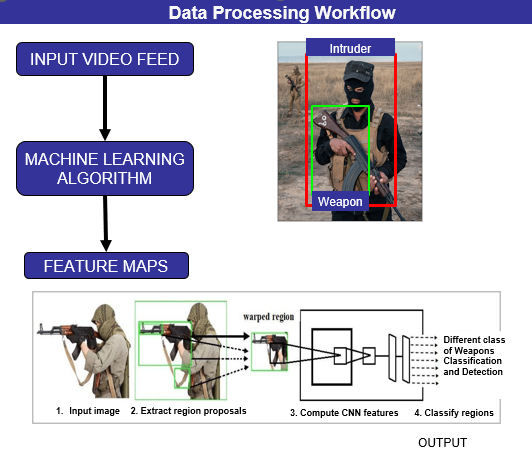 Data Processing Workflow
INPUT VIDEO FEED
Intruder
MACHINE LEARNING
ALGORITHM
Weapon
FEATURE MAPS
warped region
Different class
of Weapons
Classification
and Detection
1. Input image
2. Extract region proposals
3. Compute CNN features
4. Classify regions
OUTPUT